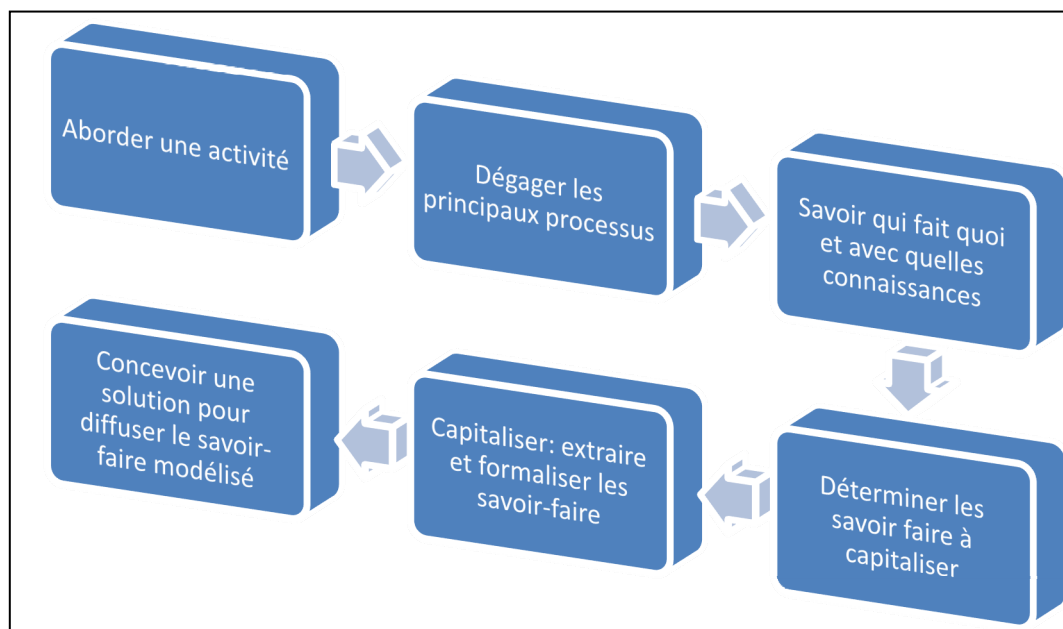 Aborder une activité
Dégager les
principaux processus
Savoir qui fait quoi
et avec quelles
connaissances
Déterminer les
savoir faire à
capitaliser
Capitaliser: extraire
et formaliser les
savoir-faire
Concevoir une
solution pour
diffuser le savoir-
faire modélisé